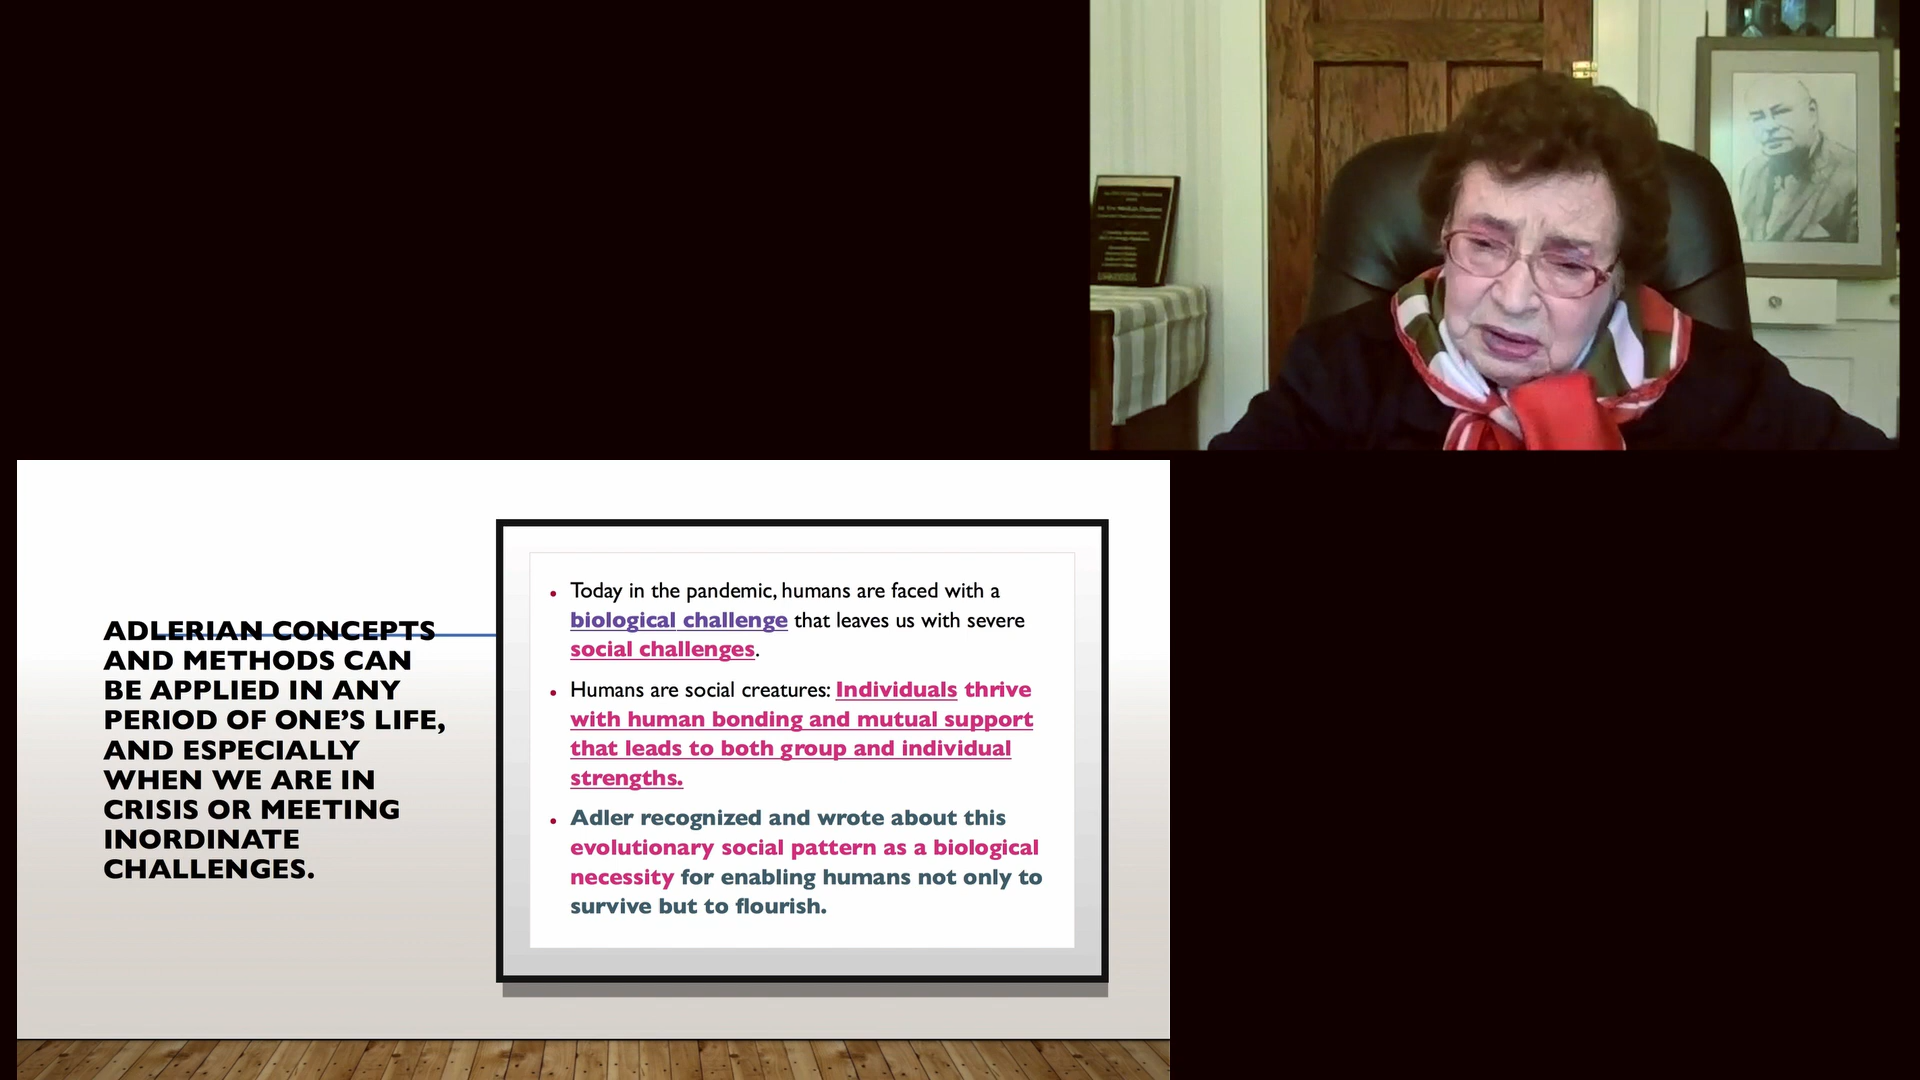 ADLERIAN CONCEPTS
AND METHODS CAN
BE APPLIED IN ANY
PERIOD OF ONE’S LIFE,
AND ESPECIALLY
WHEN WE ARE IN
CRISIS OR MEETING
INORDINATE
CHALLENGES.
• Today in the pandemic, humans are faced with a
biological challenge that leaves us with severe
social challenges.
• Humans are social creatures: Individuals thrive
with human bonding and mutual support
that leads to both group and individual
strengths.
• Adler recognized and wrote about this
evolutionary social pattern as a biological
necessity for enabling humans not only to
survive but to flourish.